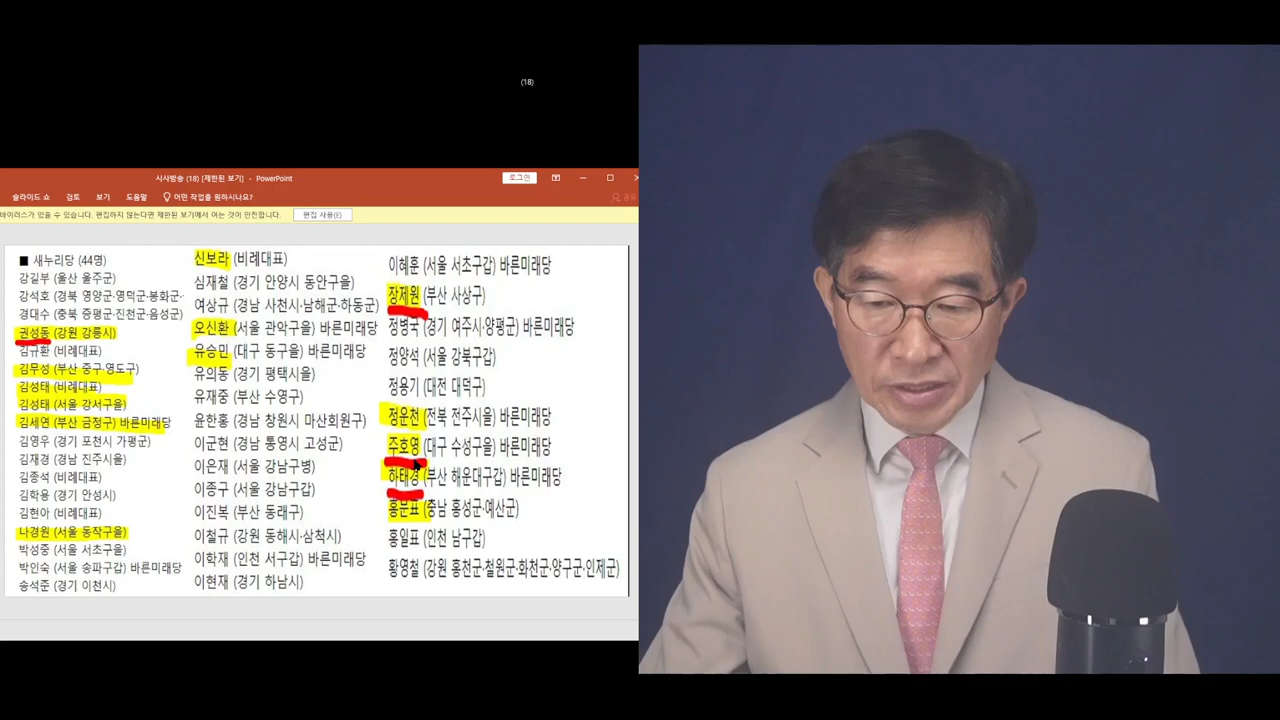 (18)
시사방송 (18) [제한된 보기] - PowerPoint
로그인
슬라이드 쇼 검토 보기 도움말 어떤 작업을 원하시나요?
바이러스가 있을 수 있습니다. 편집하지 않는다면 제한된 보기에서 여는 것이 안전합니다. 편집 사용(E)
■ 새누리당 (44명)
강길부 (울산 울주군)
강석호 (경북 영양군·영덕군·봉화군·
경대수 (충북 증평군·진천군·음성군)
권성동 (강원 강릉시)
김규환 (비례대표)
김무성 (부산 중구·영도구)
김성태 (비례대표)
김성태 (서울 강서구을)
김세연 (부산 금정구) 바른미래당
김영우 (경기 포천시 가평군)
김재경 (경남 진주시을)
김종석 (비례대표)
김학용 (경기 안성시)
김현아 (비례대표)
나경원 (서울 동작구을)
박성중 (서울 서초구을)
박인숙 (서울 송파구갑) 바른미래당
송석준 (경기 이천시)
신보라 (비례대표)
심재철 (경기 안양시 동안구을)
여상규 (경남 사천시·남해군·하동군)
오신환 (서울 관악구을) 바른미래당
유승민 (대구 동구을) 바른미래당
유의동 (경기 평택시을)
유재중 (부산 수영구)
윤한홍 (경남 창원시 마산회원구)
이군현 (경남 통영시 고성군)
이은재 (서울 강남구병)
이종구 (서울 강남구갑)
이진복 (부산 동래구)
이철규 (강원 동해시·삼척시)
이학재 (인천 서구갑) 바른미래당
이현재 (경기 하남시)
이혜훈 (서울 서초구갑) 바른미래당
장제원 (부산 사상구)
정병국 (경기 여주시·양평군) 바른미래당
정양석 (서울 강북구갑)
정용기 (대전 대덕구)
정운천 (전북 전주시을) 바른미래당
주호영 (대구 수성구을) 바른미래당
하태경 (부산 해운대구갑) 바른미래당
홍문표 (충남 홍성군·예산군)
홍일표 (인천 남구갑)
황영철 (강원 홍천군·철원군·화천군·양구군·인제군)